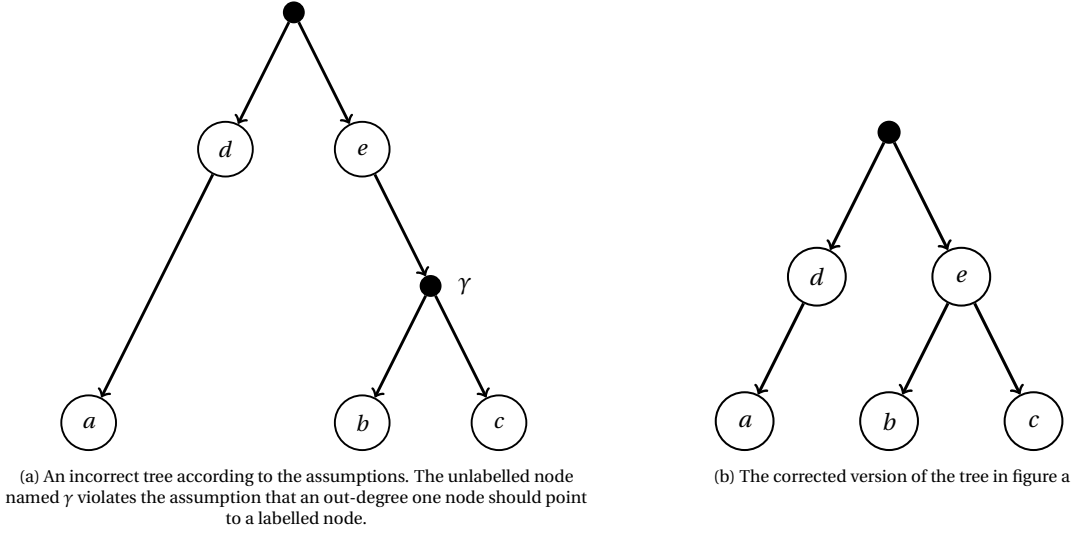 d
e
γ
a
b
c
(a) An incorrect tree according to the assumptions. The unlabelled node
named γ violates the assumption that an out-degree one node should point
to a labelled node.
d
e
a
b
c
(b) The corrected version of the tree in figure a